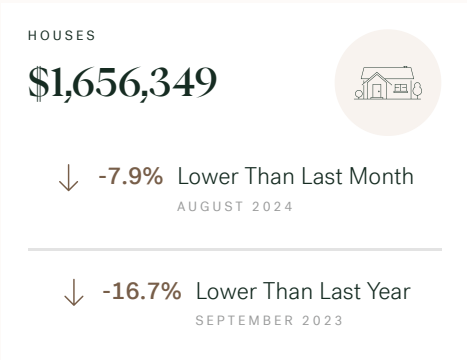 HOUSES
$1,656,349
-7.9% Lower Than Last Month
AUGUST 2024
-16.7% Lower Than Last Year
SEPTEMBER 2023